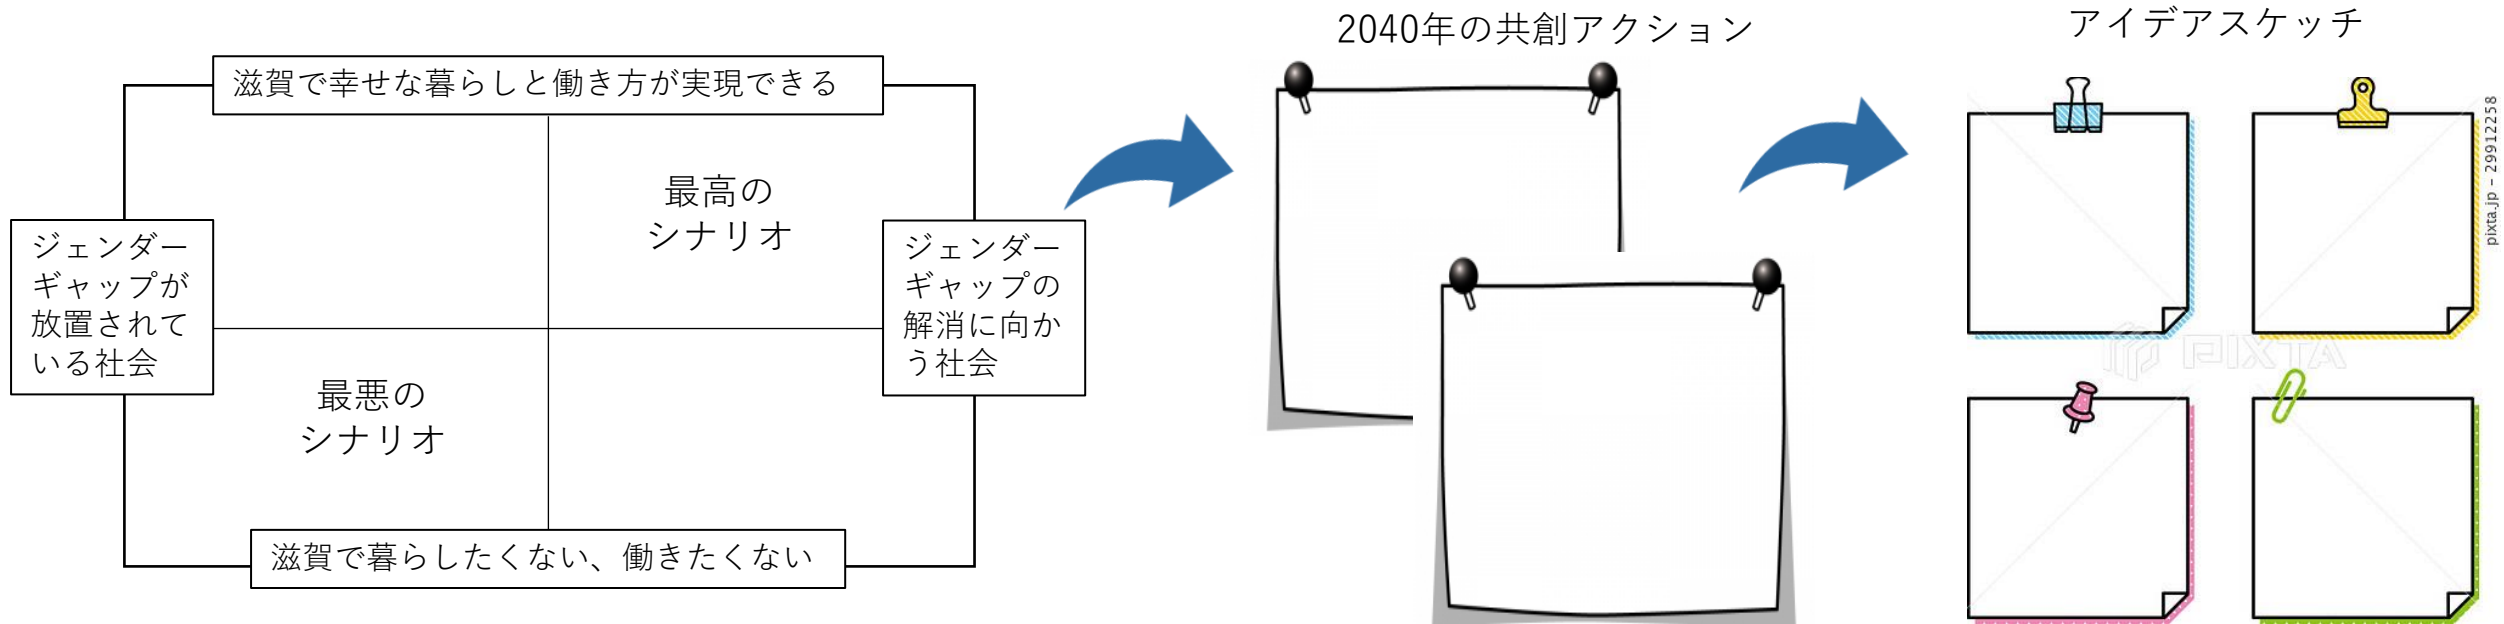 2040年の共創アクション
アイデアスケッチ
滋賀で幸せな暮らしと働き方が実現できる
最高の
シナリオ
ジェンダー
ギャップが
放置されて
いる社会
ジェンダー
ギャップの
解消に向か
う社会
最悪の
シナリオ
滋賀で暮らしたくない、働きたくない
pixta.jp - 29912258
PIXTA